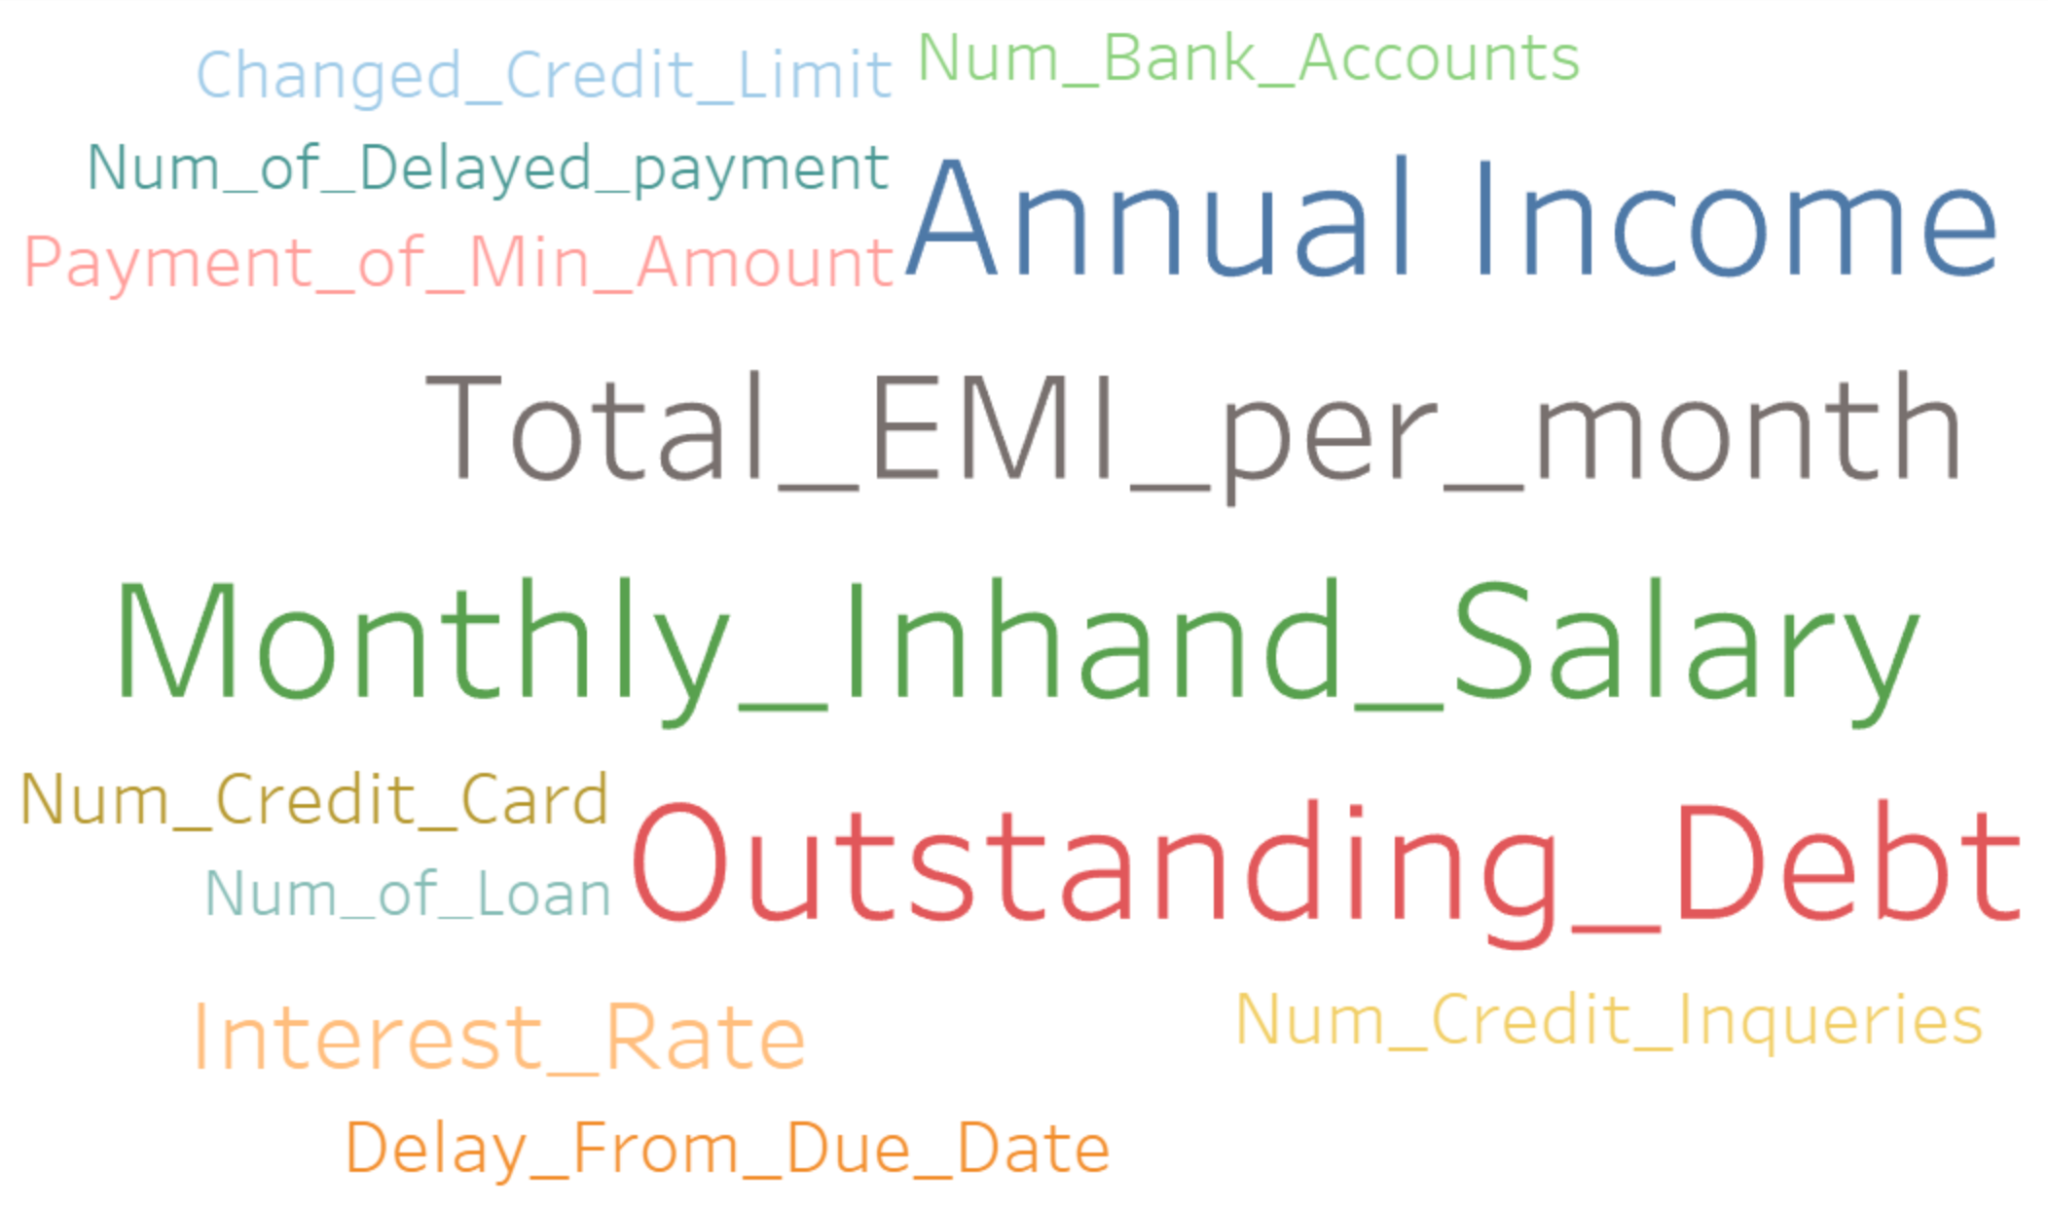 Changed_Credit_Limit
Num_Bank_Accounts
Num_of_Delayed_payment
Annual Income
Payment_of_Min_Amount
Total_EMI_per_month
Monthly_Inhand_Salary
Num_Credit_Card
Outstanding_Debt
Num_of_Loan
Interest_Rate
Num_Credit_Inqueries
Delay_From_Due_Date